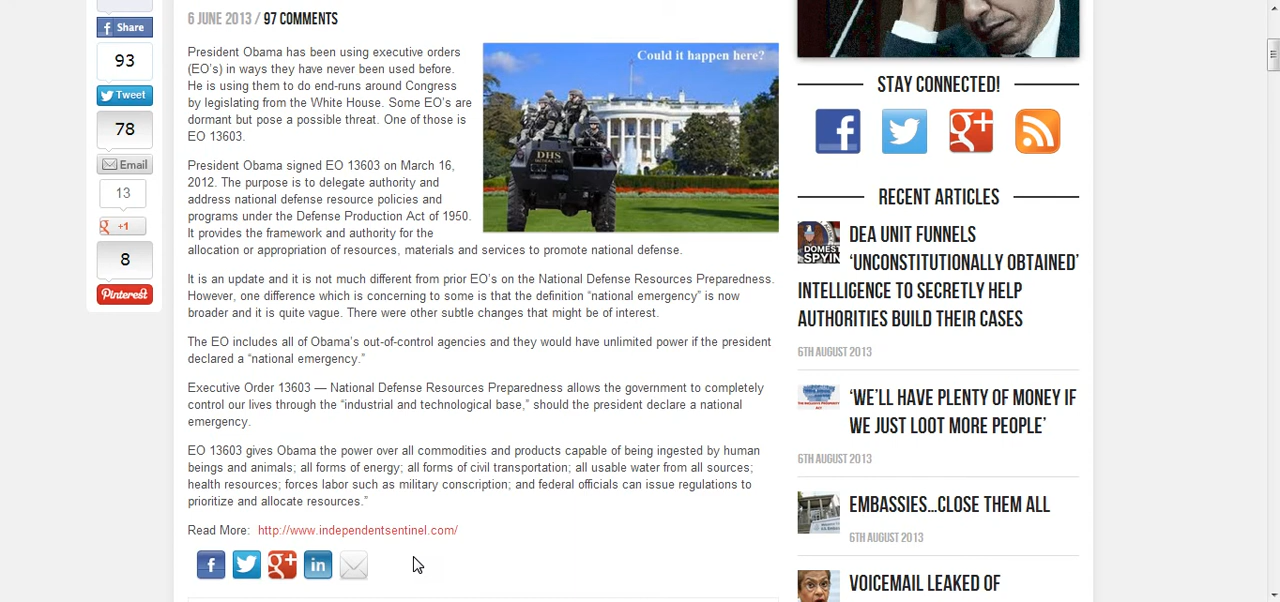 Share
93
Tweet
78
Email
13
+1
8
Pinterest
6 JUNE 2013 / 97 COMMENTS
President Obama has been using executive orders
(EO's) in ways they have never been used before.
He is using them to do end-runs around Congress
by legislating from the White House. Some EO's are
dormant but pose a possible threat. One of those is
EO 13603.
Could it happen here?
DHS
President Obama signed EO 13603 on March 16,
2012. The purpose is to delegate authority and
address national defense resource policies and
programs under the Defense Production Act of 1950.
It provides the framework and authority for the
allocation or appropriation of resources, materials and services to promote national defense.
It is an update and it is not much different from prior EO's on the National Defense Resources Preparedness.
However, one difference which is concerning to some is that the definition “national emergency” is now
broader and it is quite vague. There were other subtle changes that might be of interest.
The EO includes all of Obama's out-of-control agencies and they would have unlimited power if the president
declared a “national emergency.”
Executive Order 13603 — National Defense Resources Preparedness allows the government to completely
control our lives through the “industrial and technological base,” should the president declare a national
emergency.
EO 13603 gives Obama the power over all commodities and products capable of being ingested by human
beings and animals; all forms of energy; all forms of civil transportation; all usable water from all sources;
health resources; forces labor such as military conscription; and federal officials can issue regulations to
prioritize and allocate resources.”
Read More: http://www.independentsentinel.com/
STAY CONNECTED!
RECENT ARTICLES
DOMEST
SPYIN
DEA UNIT FUNNELS
‘UNCONSTITUTIONALLY OBTAINED’
INTELLIGENCE TO SECRETLY HELP
AUTHORITIES BUILD THEIR CASES
6TH AUGUST 2013
‘WE’LL HAVE PLENTY OF MONEY IF
WE JUST LOOT MORE PEOPLE’
6TH AUGUST 2013
EMBASSIES…CLOSE THEM ALL
6TH AUGUST 2013
VOICEMAIL LEAKED OF